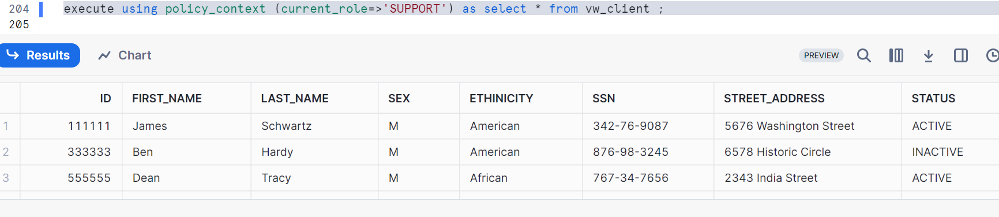 204 execute using policy_context (current_role=>'SUPPORT') as select * from vw_client ;
205
Results Chart PREVIEW
ID FIRST_NAME LAST_NAME SEX ETHINICITY SSN STREET_ADDRESS STATUS
1 111111 James Schwartz M American 342-76-9087 5676 Washington Street ACTIVE
2 333333 Ben Hardy M American 876-98-3245 6578 Historic Circle INACTIVE
3 555555 Dean Tracy M African 767-34-7656 2343 India Street ACTIVE